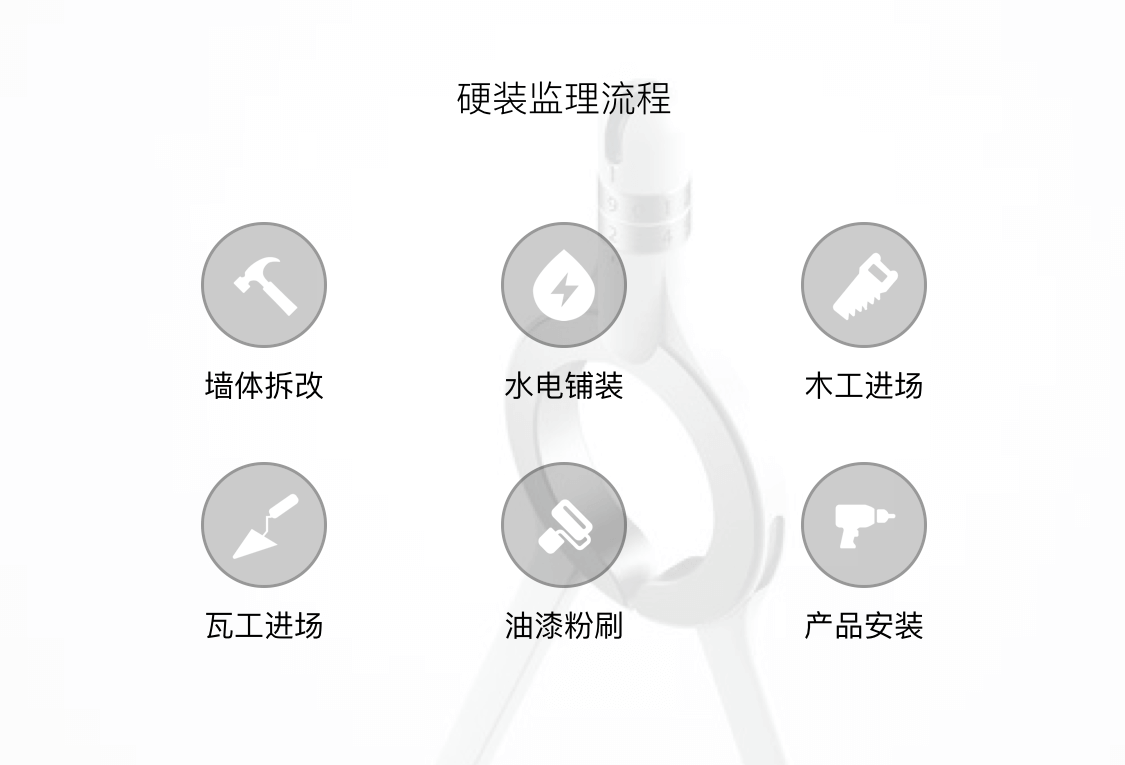 硬装监理流程
墙体拆改
水电铺装
木工进场
瓦工进场
油漆粉刷
产品安装